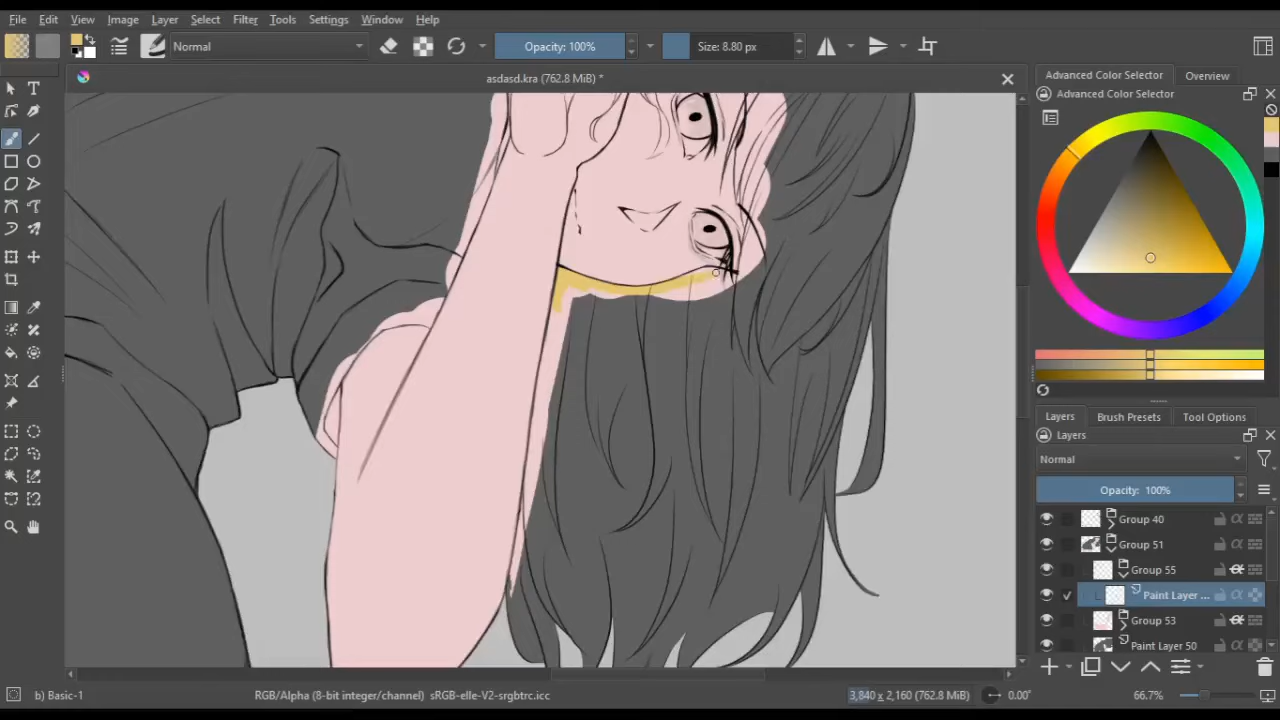 File Edit View Image Layer Select Filter Tools Settings Window Help
Normal Opacity: 100% Size: 8.80 px
asdasd.kra (762.8 MiB) *
Advanced Color Selector Overview
Advanced Color Selector
Layers Brush Presets Tool Options
Layers
Normal
Opacity: 100%
Group 40
Group 51
Group 55
Paint Layer ...
Group 53
Paint Layer 50
b) Basic-1 RGB/Alpha (8-bit integer/channel) sRGB-elle-V2-srgbtrc.icc 3,840 x 2,160 (762.8 MiB) 0.00° 66.7%